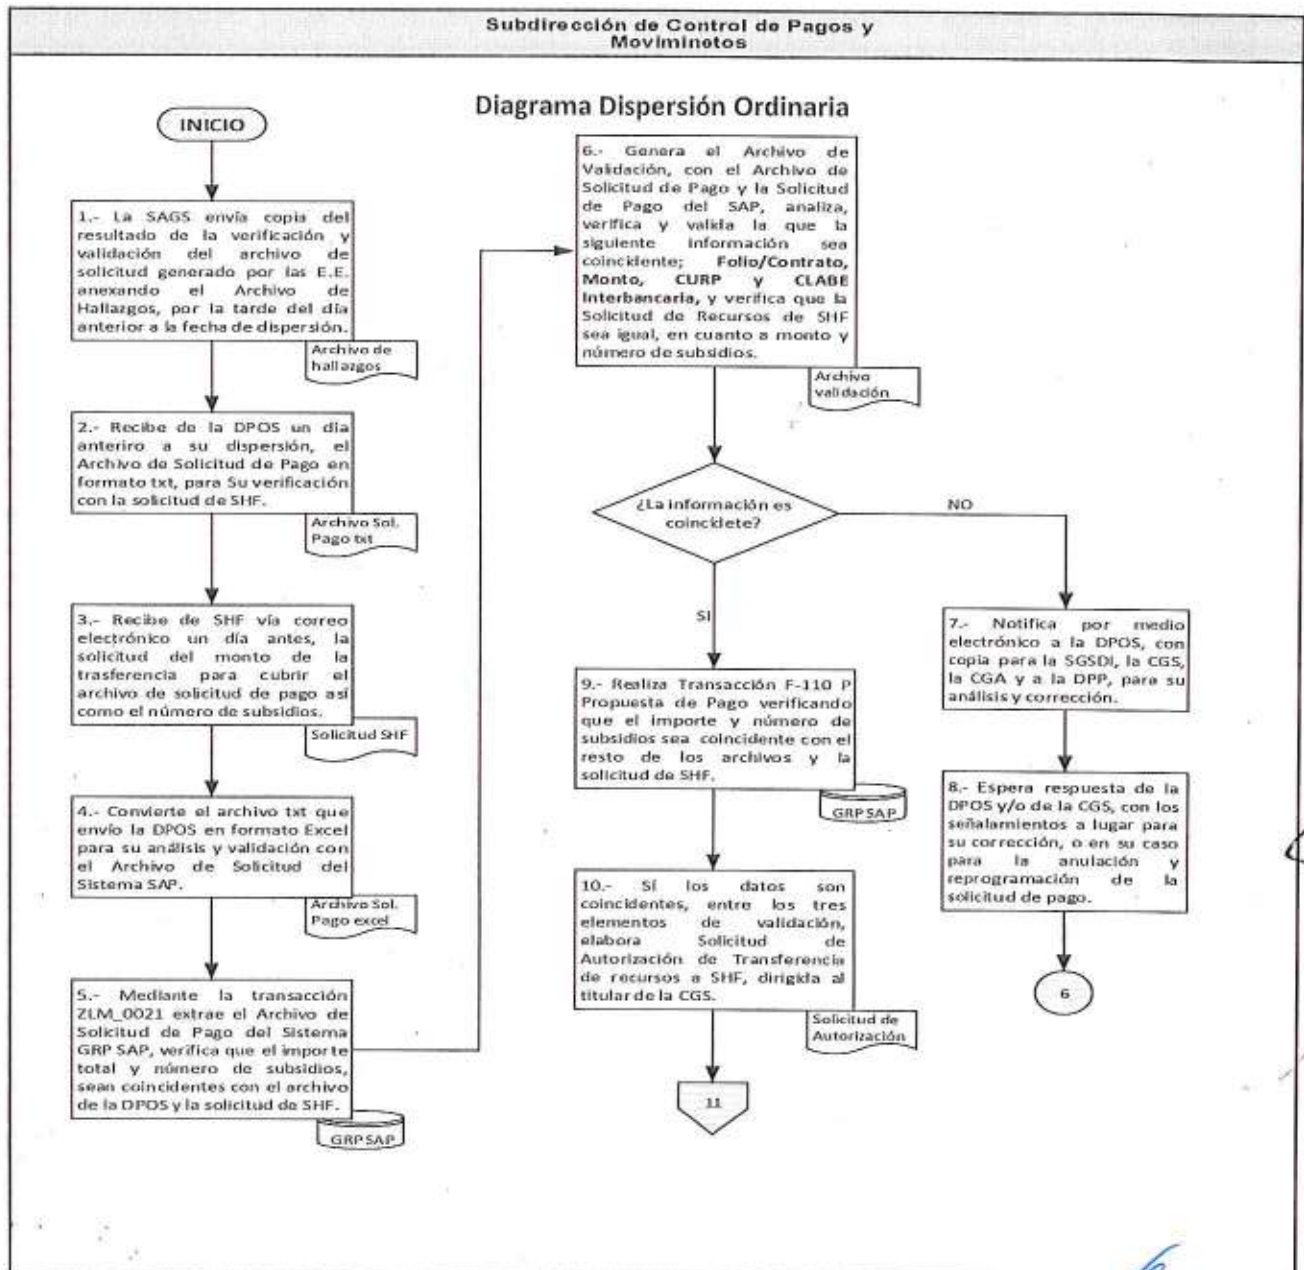 Subdirección de Control de Pagos y
Moviminetos
Diagrama Dispersión Ordinaria
INICIO
1.- La SAGS envía copia del
resultado de la verificación y
validación del archivo de
solicitud generado por las E.E.
anexando el Archivo de
Hallazgos, por la tarde del día
anterior a la fecha de dispersión.
Archivo de
hallazgos
2.- Recibe de la DPOS un día
anteriro a su dispersión, el
Archivo de Solicitud de Pago en
formato txt, para Su verificación
con la solicitud de SHF.
Archivo Sol.
Pago txt
3.- Recibe de SHF vía correo
electrónico un día antes, la
solicitud del monto de la
trasferencia para cubrir el
archivo de solicitud de pago así
como el número de subsidios.
Solicitud SHF
4.- Convierte el archivo txt que
envío la DPOS en formato Excel
para su análisis y validación con
el Archivo de Solicitud del
Sistema SAP.
Archivo Sol.
Pago excel
5.- Mediante la transacción
ZLM_0021 extrae el Archivo de
Solicitud de Pago del Sistema
GRP SAP, verifica que el importe
total y número de subsidios,
sean coincidentes con el archivo
de la DPOS y la solicitud de SHF.
GRP SAP
6.- Genera el Archivo de
Validación, con el Archivo de
Solicitud de Pago y la Solicitud
de Pago del SAP, analiza,
verifica y valida la que la
siguiente información sea
coincidente; Folio/Contrato,
Monto, CURP y CLABE
Interbancaria, y verifica que la
Solicitud de Recursos de SHF
sea igual, en cuanto a monto y
número de subsidios.
Archivo
validación
¿La información es
coincidete?
NO
SI
7.- Notifica por medio
electrónico a la DPOS, con
copia para la SGSDI, la CGS,
la CGA y a la DPP, para su
análisis y corrección.
8.- Espera respuesta de la
DPOS y/o de la CGS, con los
señalamientos a lugar para
su corrección, o en su caso
para la anulación y
reprogramación de la
solicitud de pago.
6
9.- Realiza Transacción F-110 P
Propuesta de Pago verificando
que el importe y número de
subsidios sea coincidente con el
resto de los archivos y la
solicitud de SHF.
GRP SAP
10.- Sí los datos son
coincidentes, entre los tres
elementos de validación,
elabora Solicitud de
Autorización de Transferencia
de recursos a SHF, dirigida al
titular de la CGS.
Solicitud de
Autorización
11